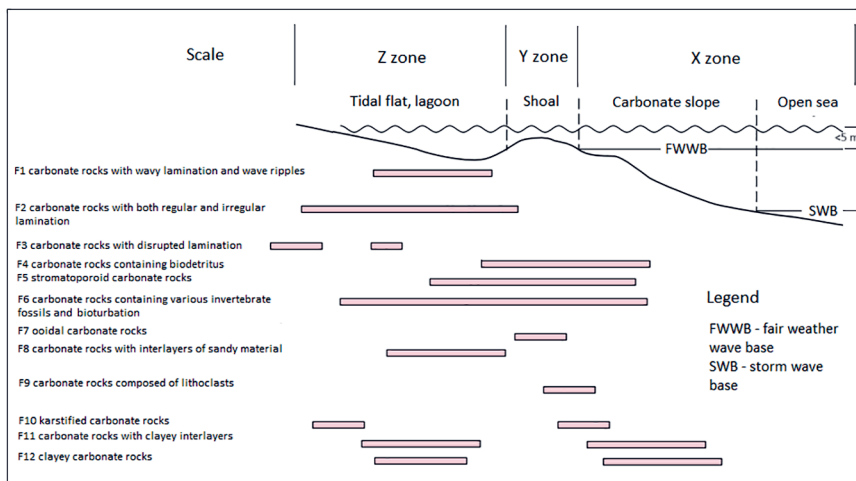 Scale
Z zone
Y zone
X zone
Tidal flat, lagoon
Shoal
Carbonate slope
Open sea
<5 m
FWWB
SWB
F1 carbonate rocks with wavy lamination and wave ripples
F2 carbonate rocks with both regular and irregular
lamination
F3 carbonate rocks with disrupted lamination
F4 carbonate rocks containing biodetritus
F5 stromatoporoid carbonate rocks
F6 carbonate rocks containing various invertebrate
fossils and bioturbation
F7 ooidal carbonate rocks
F8 carbonate rocks with interlayers of sandy material
F9 carbonate rocks composed of lithoclasts
F10 karstified carbonate rocks
F11 carbonate rocks with clayey interlayers
F12 clayey carbonate rocks
Legend
FWWB - fair weather
wave base
SWB - storm wave
base